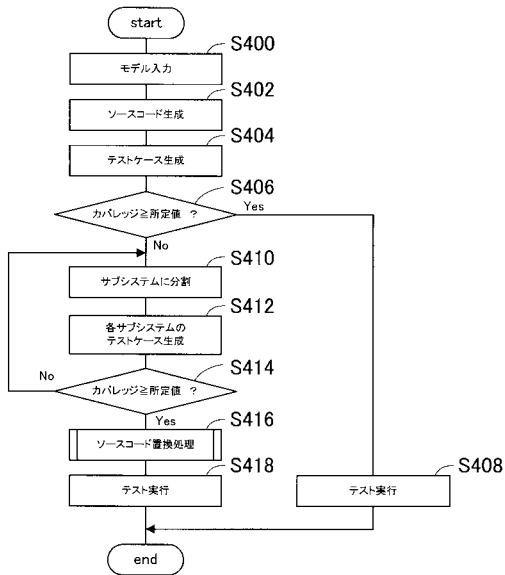 start
S400
モデル入力
S402
ソースコード生成
S404
テストケース生成
S406
カバレッジ≧所定値 ?
Yes
No
S410
サブシステムに分割
S412
各サブシステムの
テストケース生成
S414
No
カバレッジ≧所定値 ?
Yes
S416
ソースコード置換処理
S418
テスト実行
S408
テスト実行
end